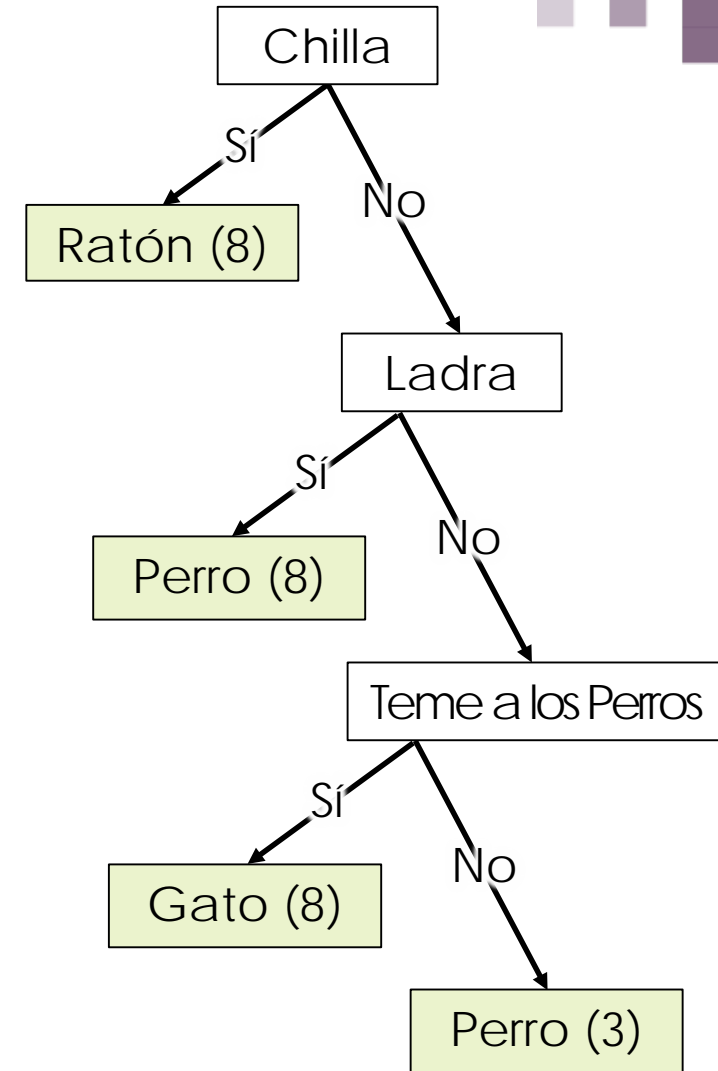 Chilla
Sí
No
Ratón (8)
Ladra
Sí
No
Perro (8)
Teme a los Perros
Sí
No
Gato (8)
Perro (3)